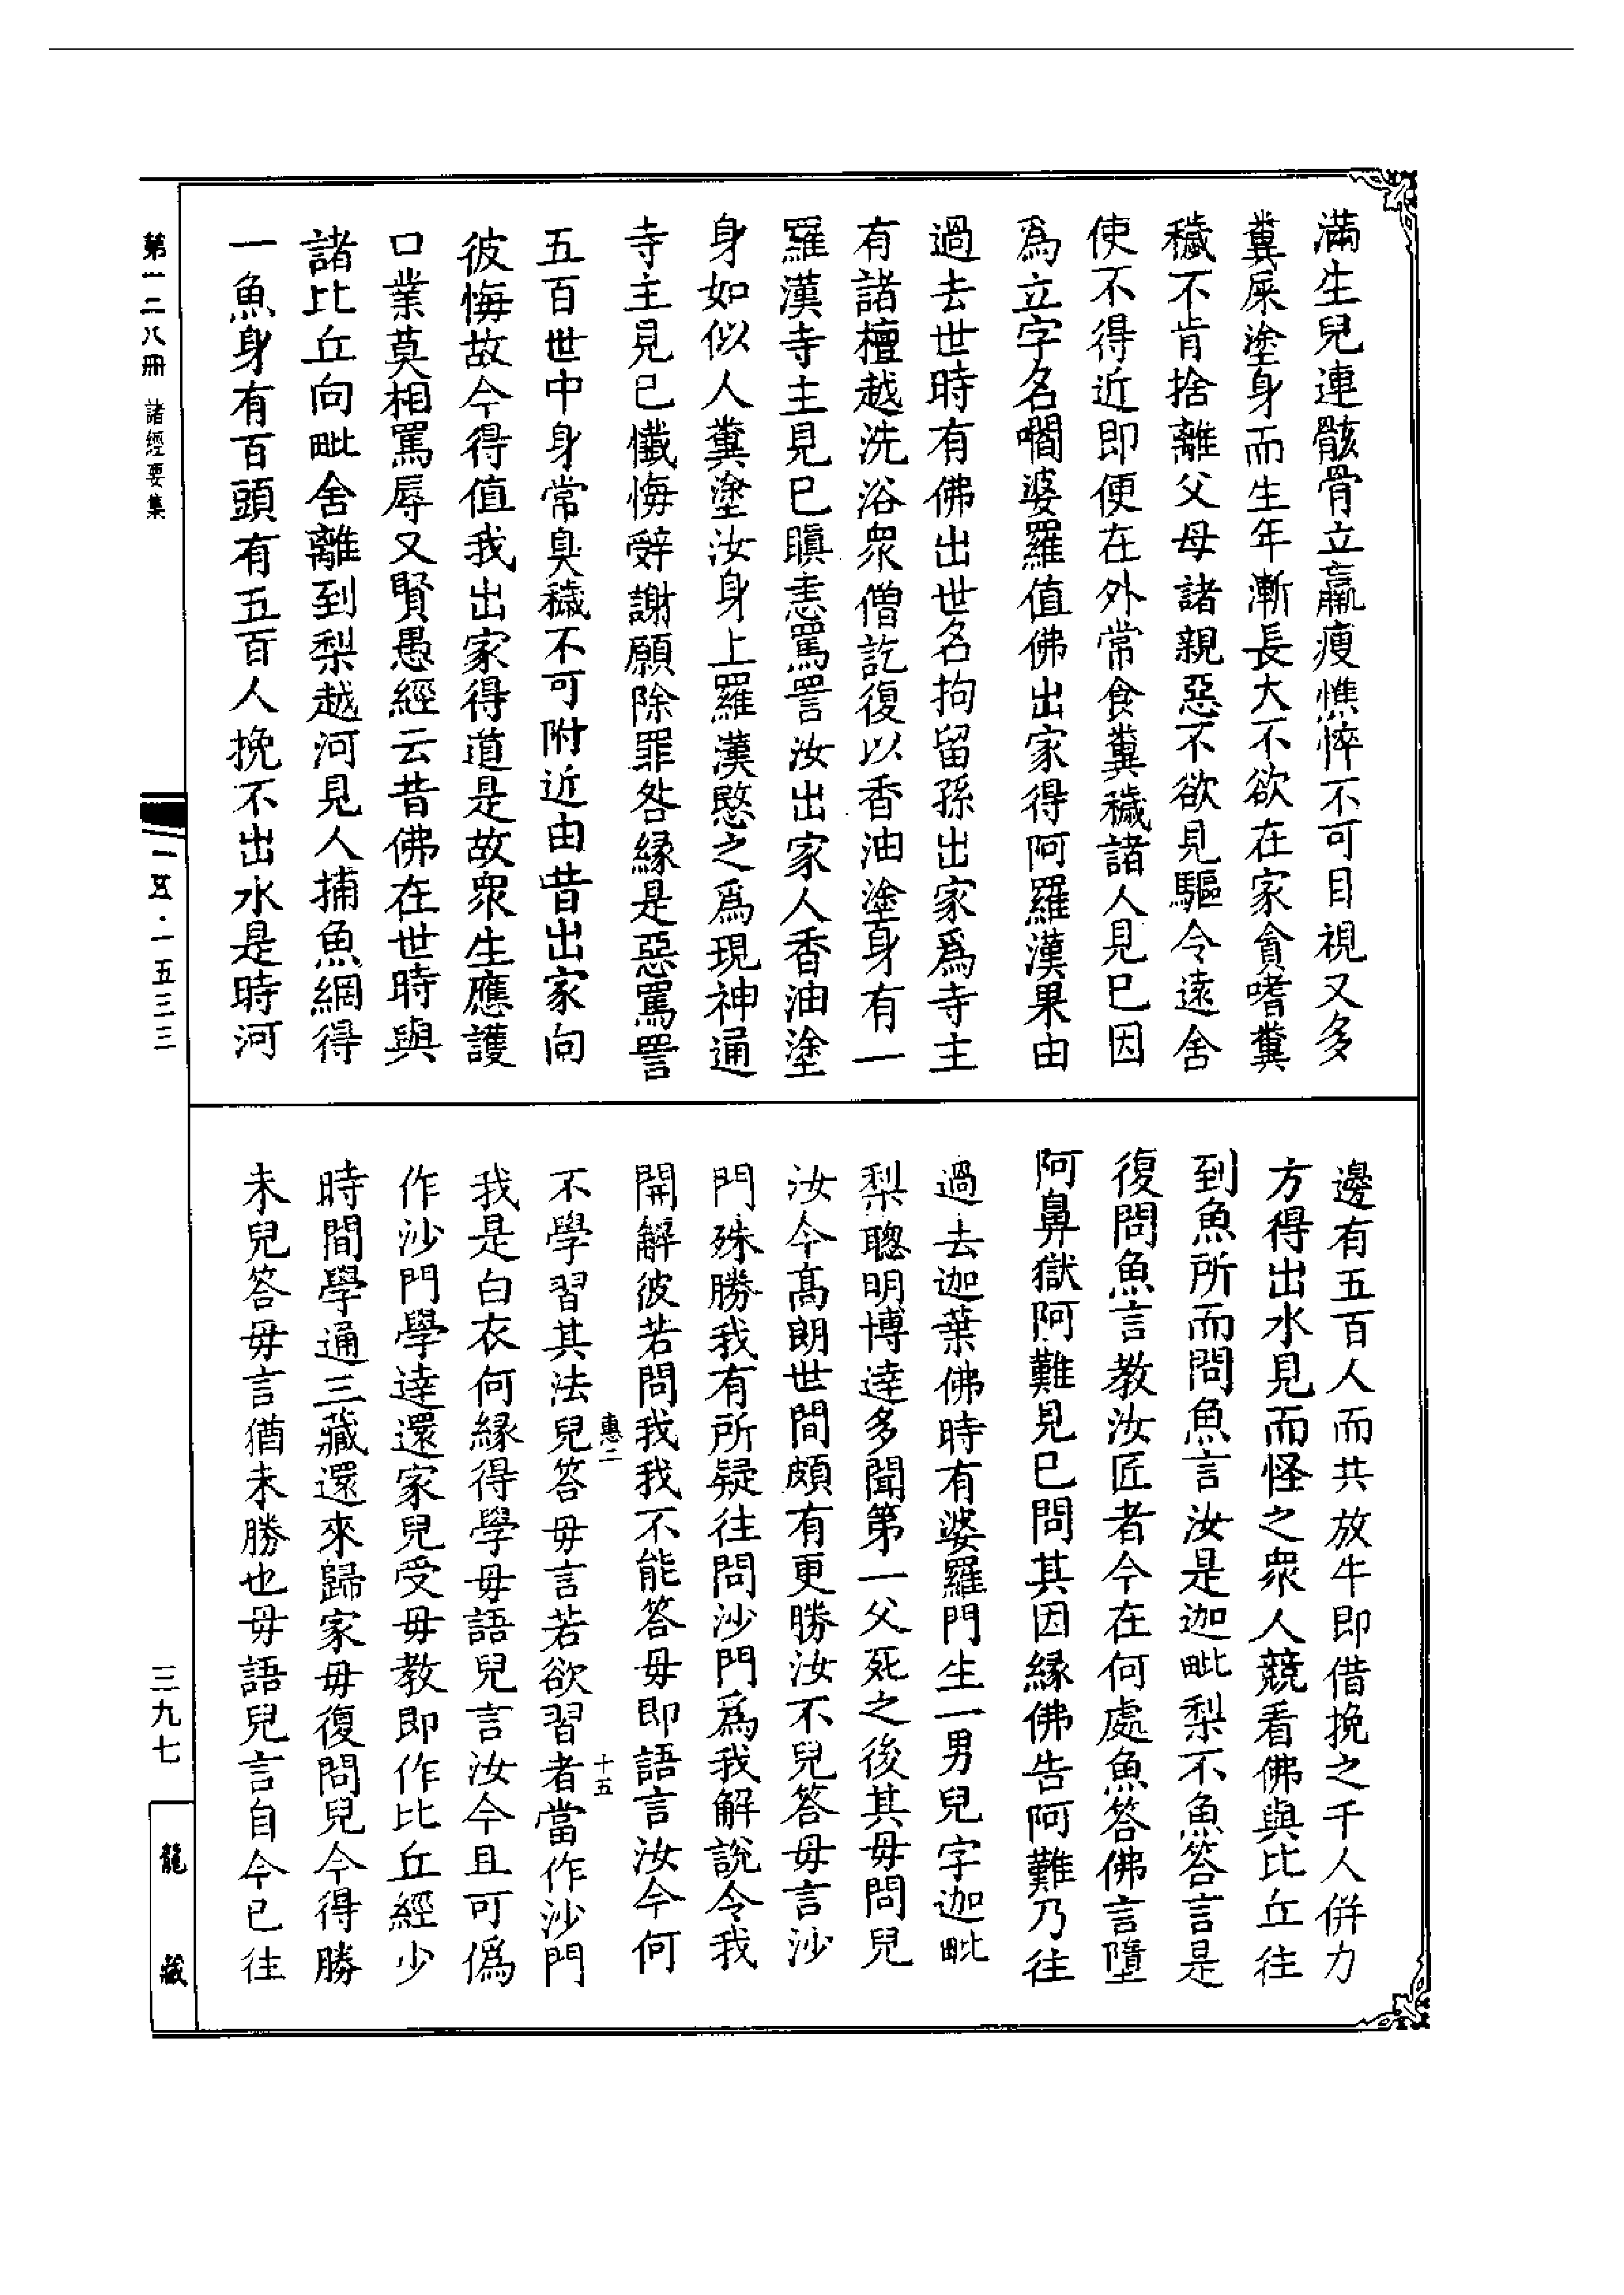 滿生兒連骸骨立羸瘦憔悴不可目視又多
糞屎塗身而生年漸長大不欲在家貪嗜糞
穢不肯捨離父母諸親惡不欲見驅令遠舍
使不得近即便在外常食糞穢諸人見已因
爲立字名嚪婆羅值佛出家得阿羅漢果由
過去世時有佛出世名拘留孫出家爲寺主
有諸檀越洗浴衆僧訖復以香油塗身有一
羅漢寺主見已瞋恚罵詈汝出家人香油塗
身如似人糞塗汝身上羅漢愍之爲現神通
寺主見已懺悔辭謝願除罪咎緣是惡罵詈
五百世中身常臭穢不可附近由昔出家向
彼悔故今得值我出家得道是故衆生應護
口業莫相罵辱又賢愚經云昔佛在世時與
諸比丘向毗舍離到梨越河見人捕魚網得
一魚身有百頭有五百人挽不出水是時河
邊有五百人而共放牛即借挽之千人併力
方得出水見而怪之衆人競看佛與比丘往
到魚所而問魚言汝是迦毗梨不魚答言是
復問魚言教汝匠者今在何處魚答佛言墮
阿鼻獄阿難見已問其因緣佛告阿難乃往
過去迦葉佛時有婆羅門生一男兒字迦毗
梨聰明博達多聞第一父死之後其母問兒
汝今高朗世間頗有更勝汝不兒答母言沙
門殊勝我有所疑往問沙門爲我解說令我
開解彼若問我我不能答母即語言汝今何
惠二
十五
不學習其法兒答母言若欲習者當作沙門
我是白衣何緣得學母語兒言汝今且可僞
作沙門學達還家兒受母教即作比丘經少
時間學通三藏還來歸家母復問兒今得勝
未兒答母言猶未勝也母語兒言自今已往
第一二八冊 諸經要集
一五·一五三三
三九七
龍藏